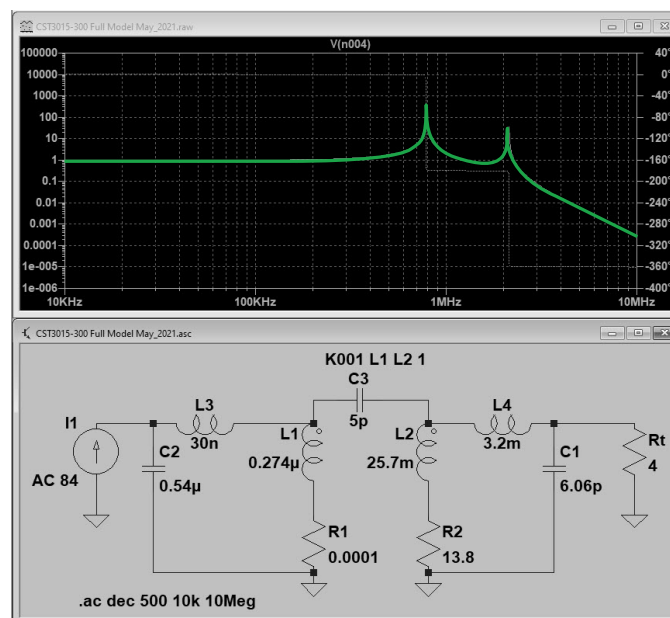 CST3015-300 Full Model May_2021.raw
V(n004)
100000
10000
1000
100
10
1
0.1
0.01
0.001
0.0001
1e-005
1e-006
40°
0°
-40°
-80°
-120°
-160°
-200°
-240°
-280°
-320°
-360°
-400°
10KHz 100KHz 1MHz 10MHz
CST3015-300 Full Model May_2021.asc
K001 L1 L2 1
C3
5p
L3
30n
L4
3.2m
I1
AC 84
C2
0.54µ
L1
0.274µ
L2
25.7m
C1
6.06p
Rt
4
R1
0.0001
R2
13.8
.ac dec 500 10k 10Meg